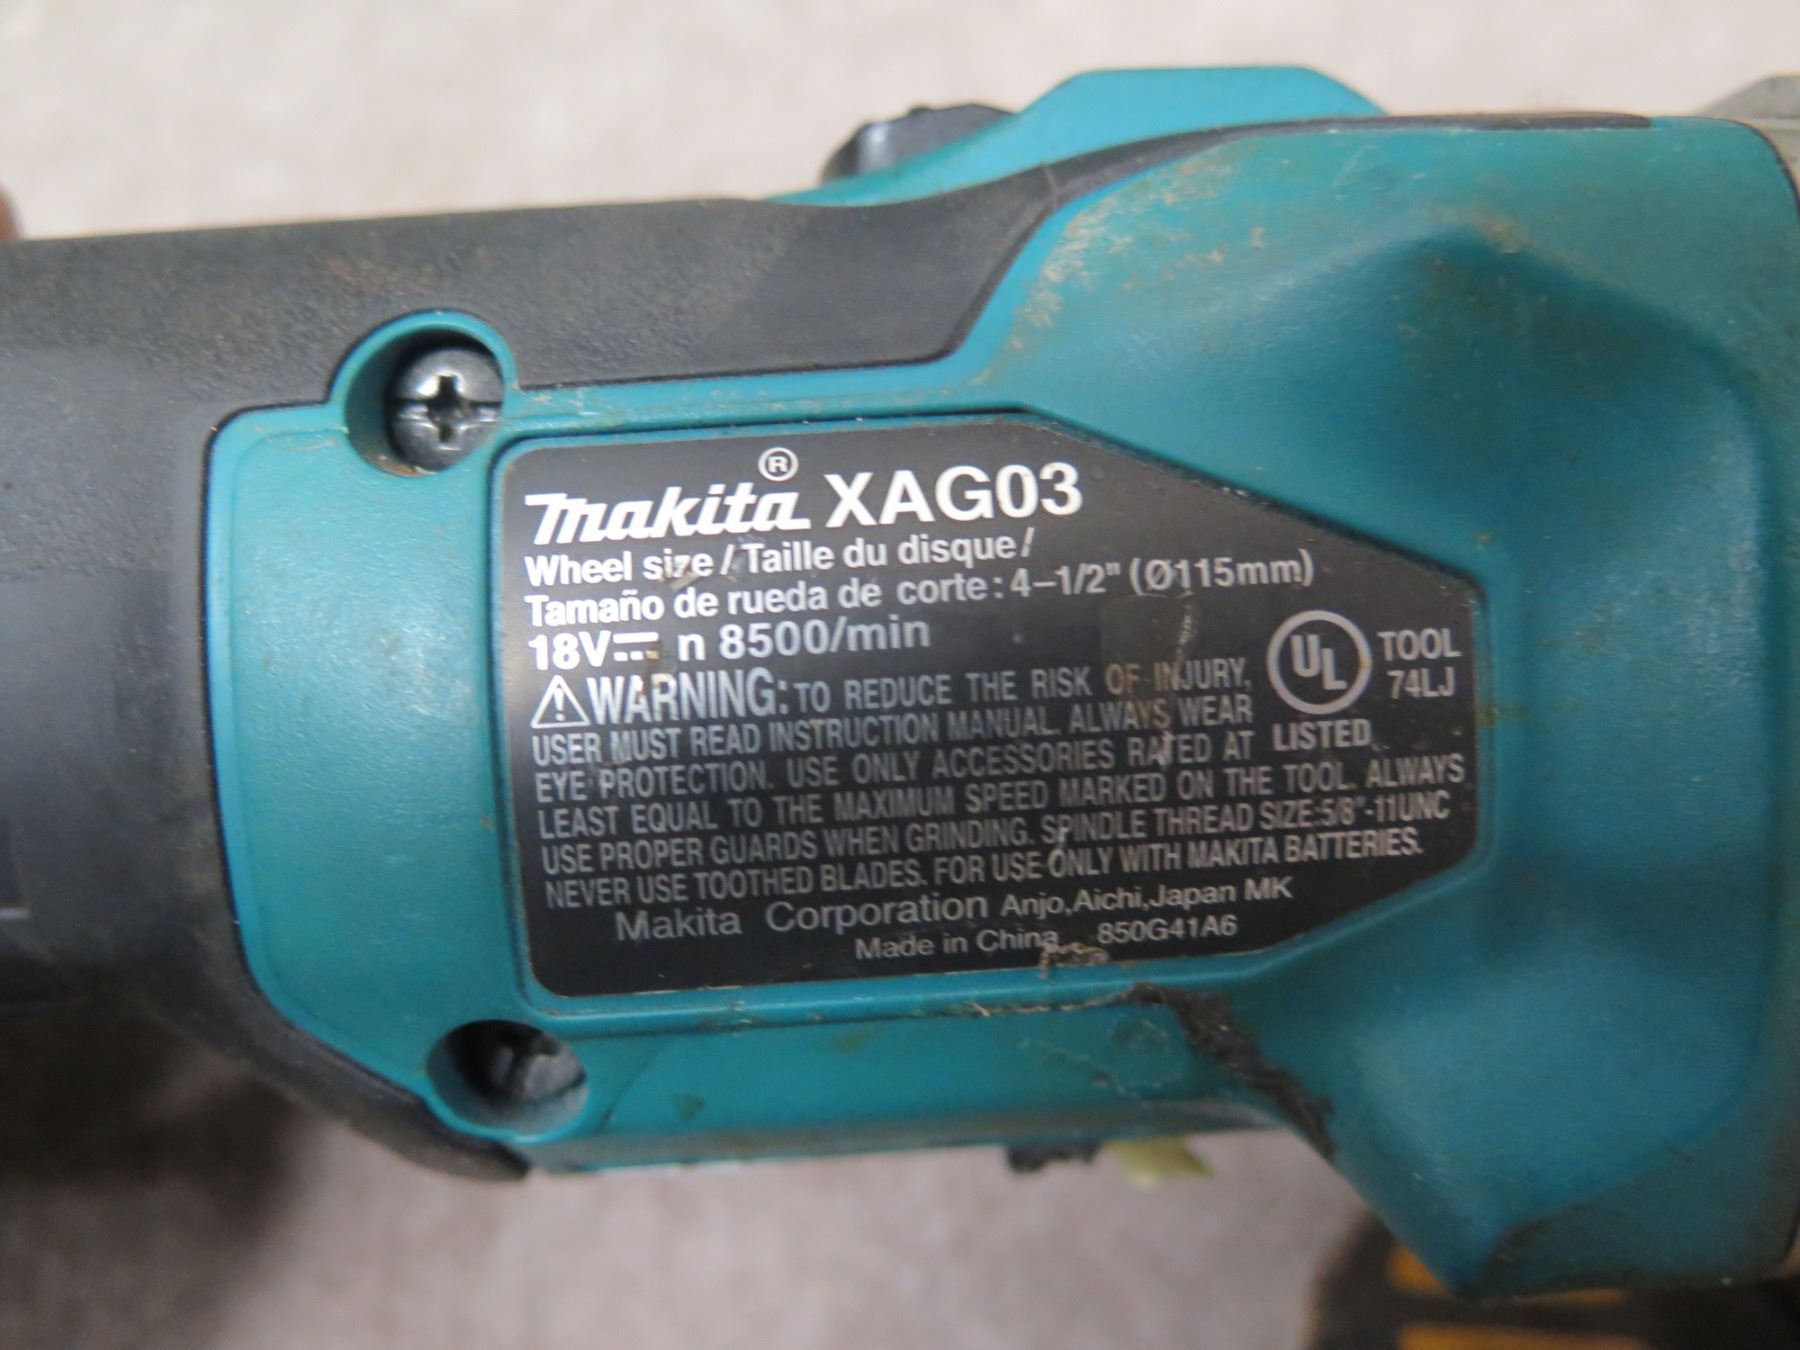 makita® XAG03
Wheel size / Taille du disque/
Tamaño de rueda de corte : 4–1/2" (Ø115mm)
18V⎓ n 8500/min
⚠WARNING: TO REDUCE THE RISK OF INJURY,
USER MUST READ INSTRUCTION MANUAL. ALWAYS WEAR
EYE PROTECTION. USE ONLY ACCESSORIES RATED AT
LEAST EQUAL TO THE MAXIMUM SPEED MARKED ON THE TOOL. ALWAYS
USE PROPER GUARDS WHEN GRINDING. SPINDLE THREAD SIZE:5/8"-11UNC
NEVER USE TOOTHED BLADES. FOR USE ONLY WITH MAKITA BATTERIES.
Makita Corporation Anjo,Aichi,Japan MK
Made in China 850G41A6
UL TOOL
74LJ
LISTED